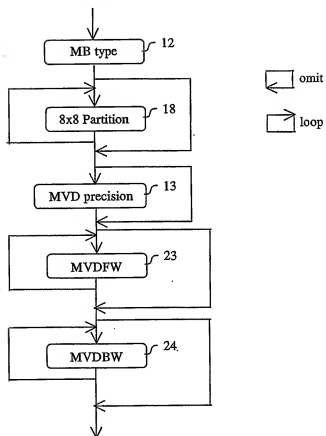 MB type 12
omit
8x8 Partition 18
loop
MVD precision 13
MVDFW 23
MVDBW 24